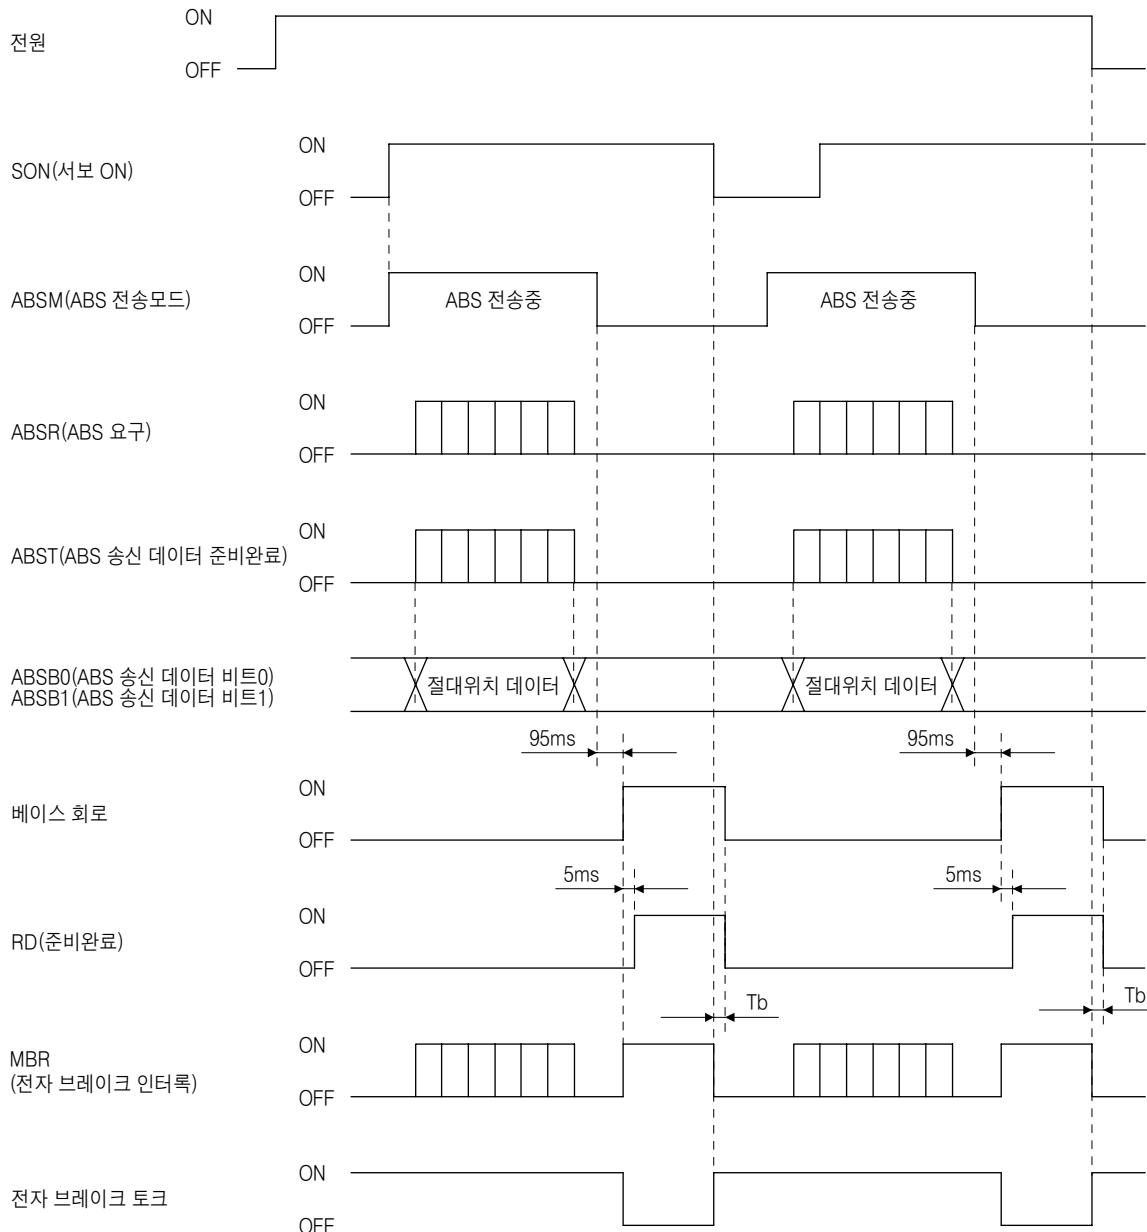 ON
전원
OFF
ON
SON(서보 ON)
OFF
ON
ABSM(ABS 전송모드)
ABS 전송중
ABS 전송중
OFF
ON
ABSR(ABS 요구)
OFF
ON
ABST(ABS 송신 데이터 준비완료)
OFF
ABSB0(ABS 송신 데이터 비트0)
ABSB1(ABS 송신 데이터 비트1)
절대위치 데이터
절대위치 데이터
95ms
95ms
ON
베이스 회로
OFF
5ms
5ms
ON
RD(준비완료)
OFF
Tb
Tb
ON
MBR
(전자 브레이크 인터록)
OFF
ON
전자 브레이크 토크
OFF